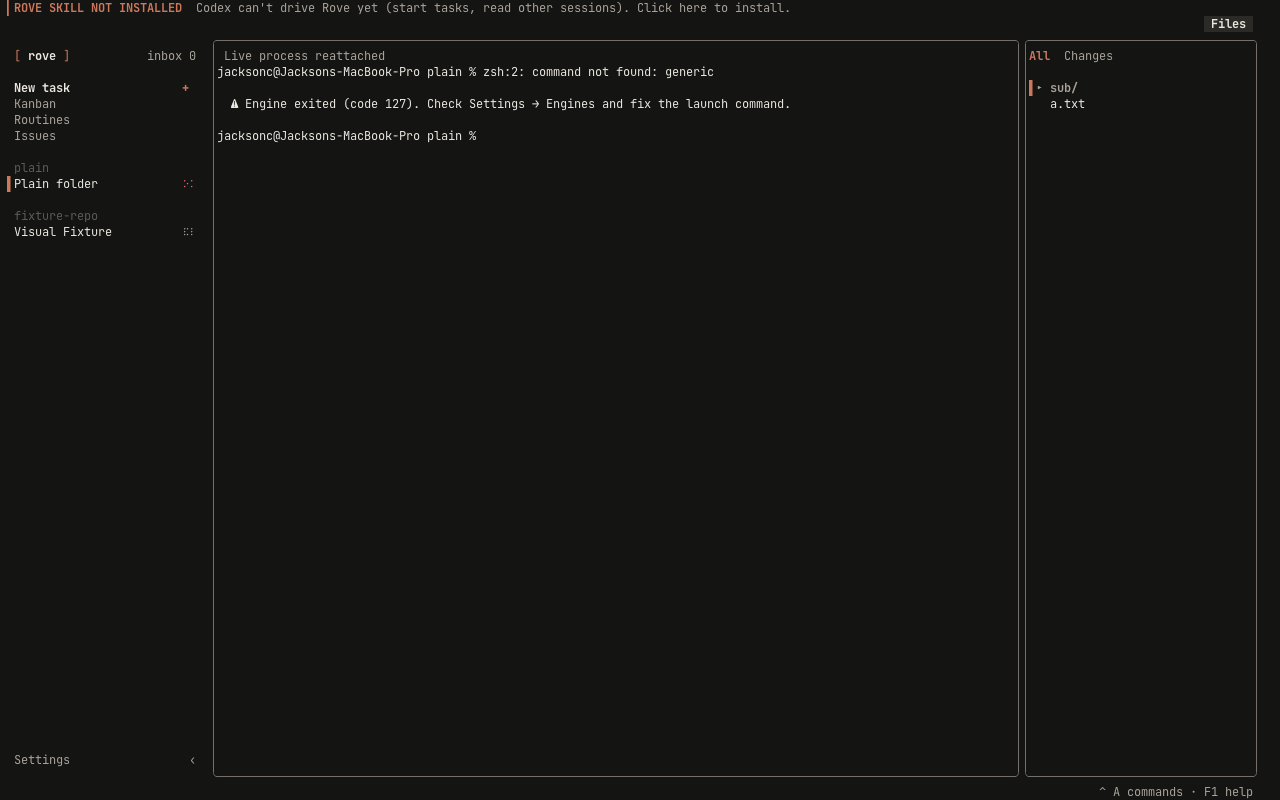 ROVE SKILL NOT INSTALLED Codex can't drive Rove yet (start tasks, read other sessions). Click here to install.
Files
[ rove ] inbox 0
New task +
Kanban
Routines
Issues
plain
Plain folder
fixture-repo
Visual Fixture
Settings ‹
Live process reattached
jacksonc@Jacksons-MacBook-Pro plain % zsh:2: command not found: generic
⚠ Engine exited (code 127). Check Settings → Engines and fix the launch command.
jacksonc@Jacksons-MacBook-Pro plain %
All Changes
▸ sub/
a.txt
^ A commands · F1 help